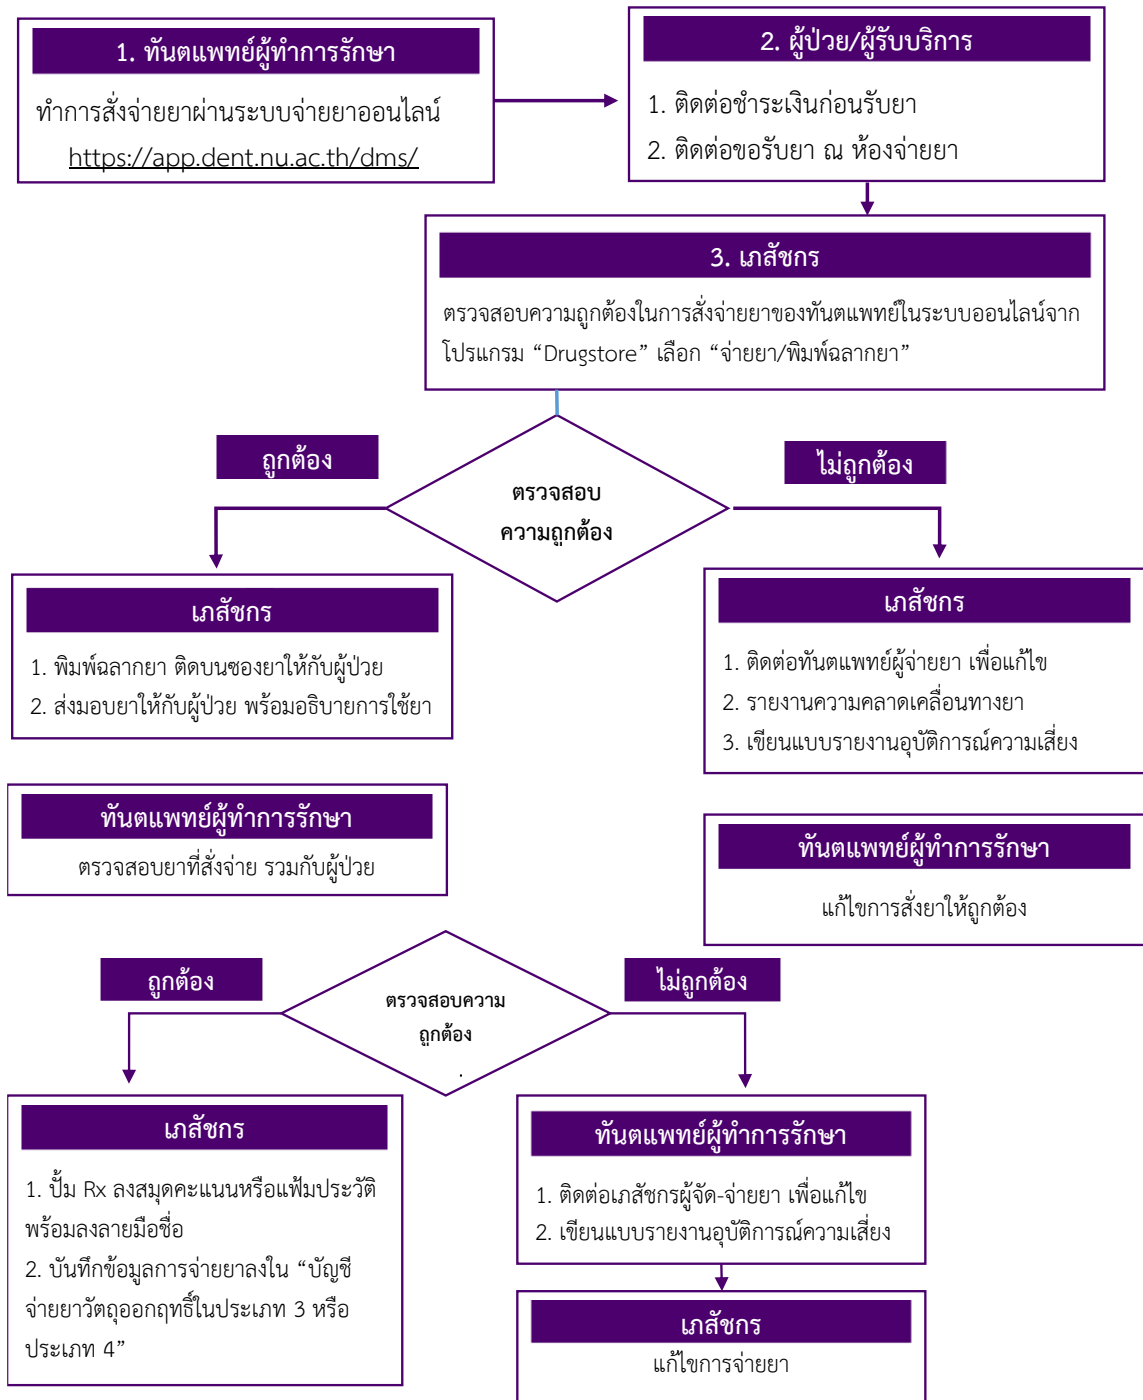 1. ทันตแพทย์ผู้ทำการรักษา
ทำการสั่งจ่ายยาผ่านระบบจ่ายยาออนไลน์
https://app.dent.nu.ac.th/dms/
2. ผู้ป่วย/ผู้รับบริการ
1. ติดต่อชำระเงินก่อนรับยา
2. ติดต่อขอรับยา ณ ห้องจ่ายยา
3. เภสัชกร
ตรวจสอบความถูกต้องในการสั่งจ่ายยาของทันตแพทย์ในระบบออนไลน์จาก
โปรแกรม “Drugstore” เลือก “จ่ายยา/พิมพ์ฉลากยา”
ถูกต้อง
ไม่ถูกต้อง
ตรวจสอบ
ความถูกต้อง
เภสัชกร
1. พิมพ์ฉลากยา ติดบนซองยาให้กับผู้ป่วย
2. ส่งมอบยาให้กับผู้ป่วย พร้อมอธิบายการใช้ยา
เภสัชกร
1. ติดต่อทันตแพทย์ผู้จ่ายยา เพื่อแก้ไข
2. รายงานความคลาดเคลื่อนทางยา
3. เขียนแบบรายงานอุบัติการณ์ความเสี่ยง
ทันตแพทย์ผู้ทำการรักษา
ตรวจสอบยาที่สั่งจ่าย รวมกับผู้ป่วย
ทันตแพทย์ผู้ทำการรักษา
แก้ไขการสั่งยาให้ถูกต้อง
ถูกต้อง
ไม่ถูกต้อง
ตรวจสอบความ
ถูกต้อง
.
เภสัชกร
1. ปั้ม Rx ลงสมุดคะแนนหรือแฟ้มประวัติ
พร้อมลงลายมือชื่อ
2. บันทึกข้อมูลการจ่ายยาลงใน “บัญชี
จ่ายยาวัตถุออกฤทธิ์ในประเภท 3 หรือ
ประเภท 4”
ทันตแพทย์ผู้ทำการรักษา
1. ติดต่อเภสัชกรผู้จัด-จ่ายยา เพื่อแก้ไข
2. เขียนแบบรายงานอุบัติการณ์ความเสี่ยง
เภสัชกร
แก้ไขการจ่ายยา